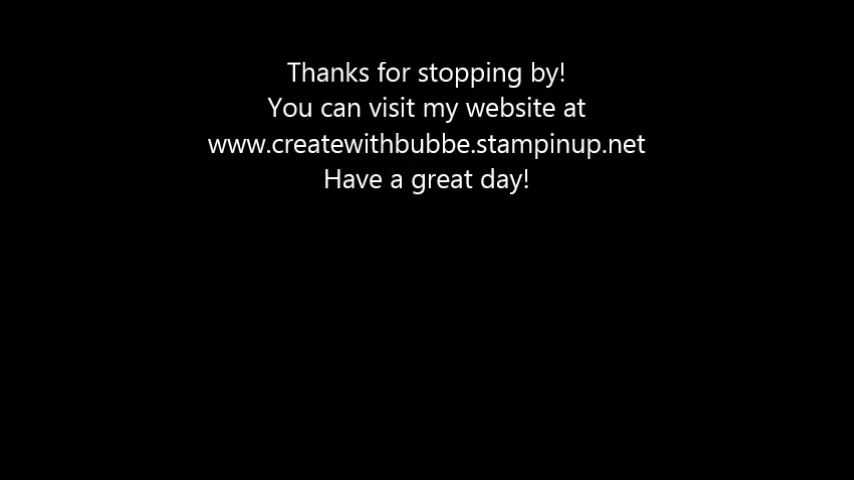 Thanks for stopping by!
You can visit my website at
www.createwithbubbe.stampinup.net
Have a great day!